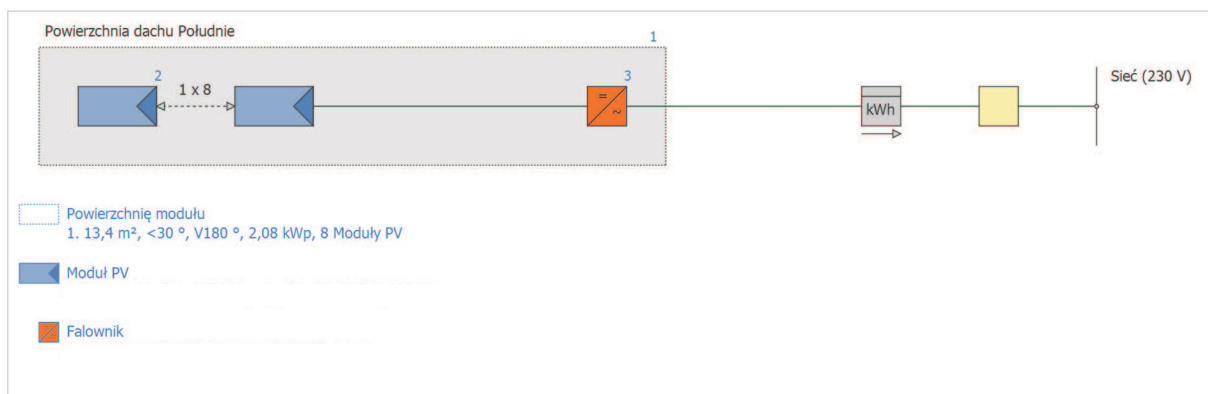 Powierzchnia dachu Południe
1
2
1 x 8
3
=
~
kWh
Sieć (230 V)
Powierzchnię modułu
1. 13,4 m², <30 °, V180 °, 2,08 kWp, 8 Moduły PV
Moduł PV
Falownik